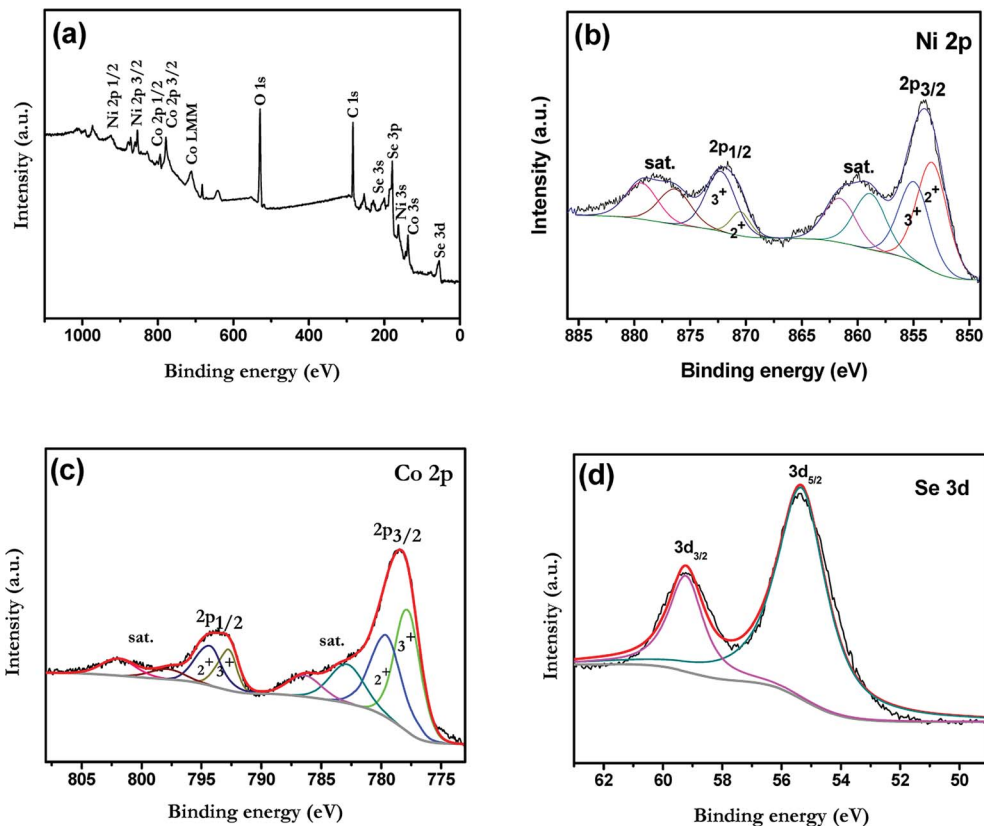 (a)
Ni 2p 1/2
Ni 2p 3/2
Co 2p 1/2
Co 2p 3/2
Co LMM
O 1s
C 1s
Se 3s
Se 3p
Ni 3s
Co 3s
Se 3d
Intensity (a.u.)
1000 800 600 400 200 0
Binding energy (eV)
(b)
Ni 2p
2p3/2
2p1/2
sat.
sat.
3+
2+
3+
2+
Intensity (a.u.)
885 880 875 870 865 860 855 850
Binding energy (eV)
(c)
Co 2p
2p3/2
2p1/2
sat.
sat.
2+
3+
2+
3+
Intensity (a.u.)
805 800 795 790 785 780 775
Binding energy (eV)
(d)
Se 3d
3d5/2
3d3/2
Intensity (a.u.)
62 60 58 56 54 52 50
Binding energy (eV)